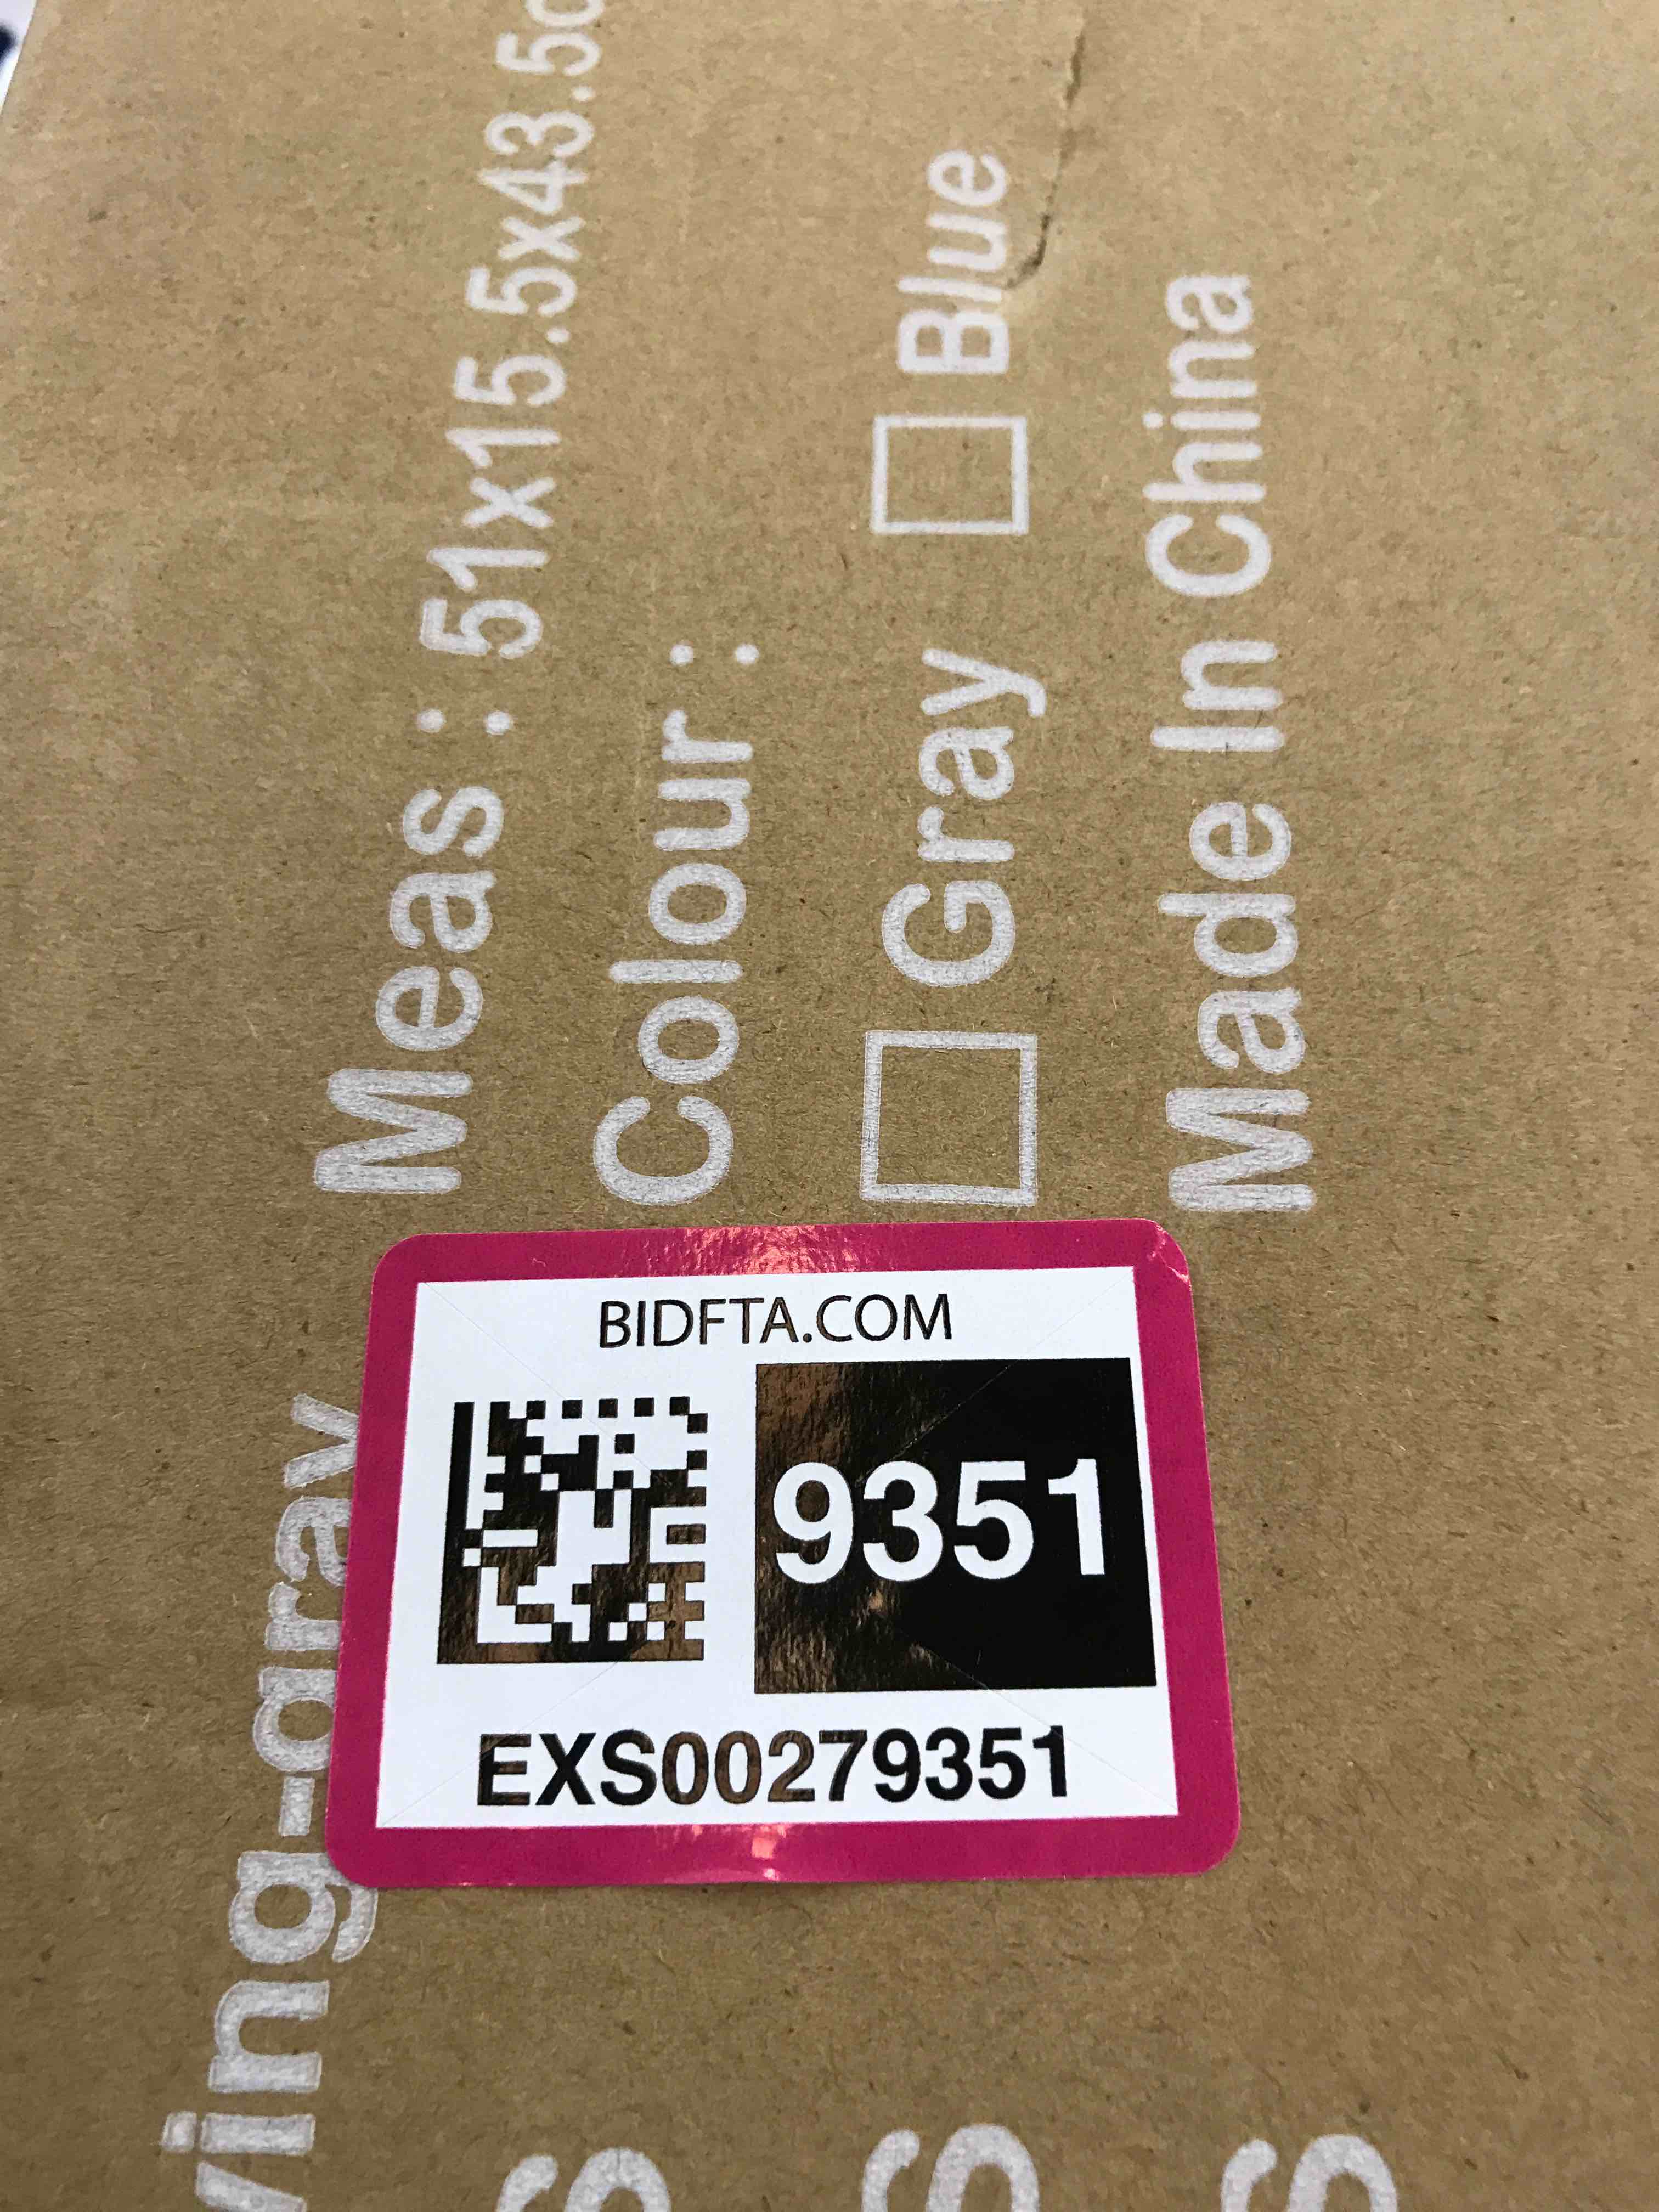 Meas : 51x15.5x43.5c
Colour :
Gray Blue
Made In China
ving-gray
S
S
S
BIDFTA.COM
9351
EXS00279351